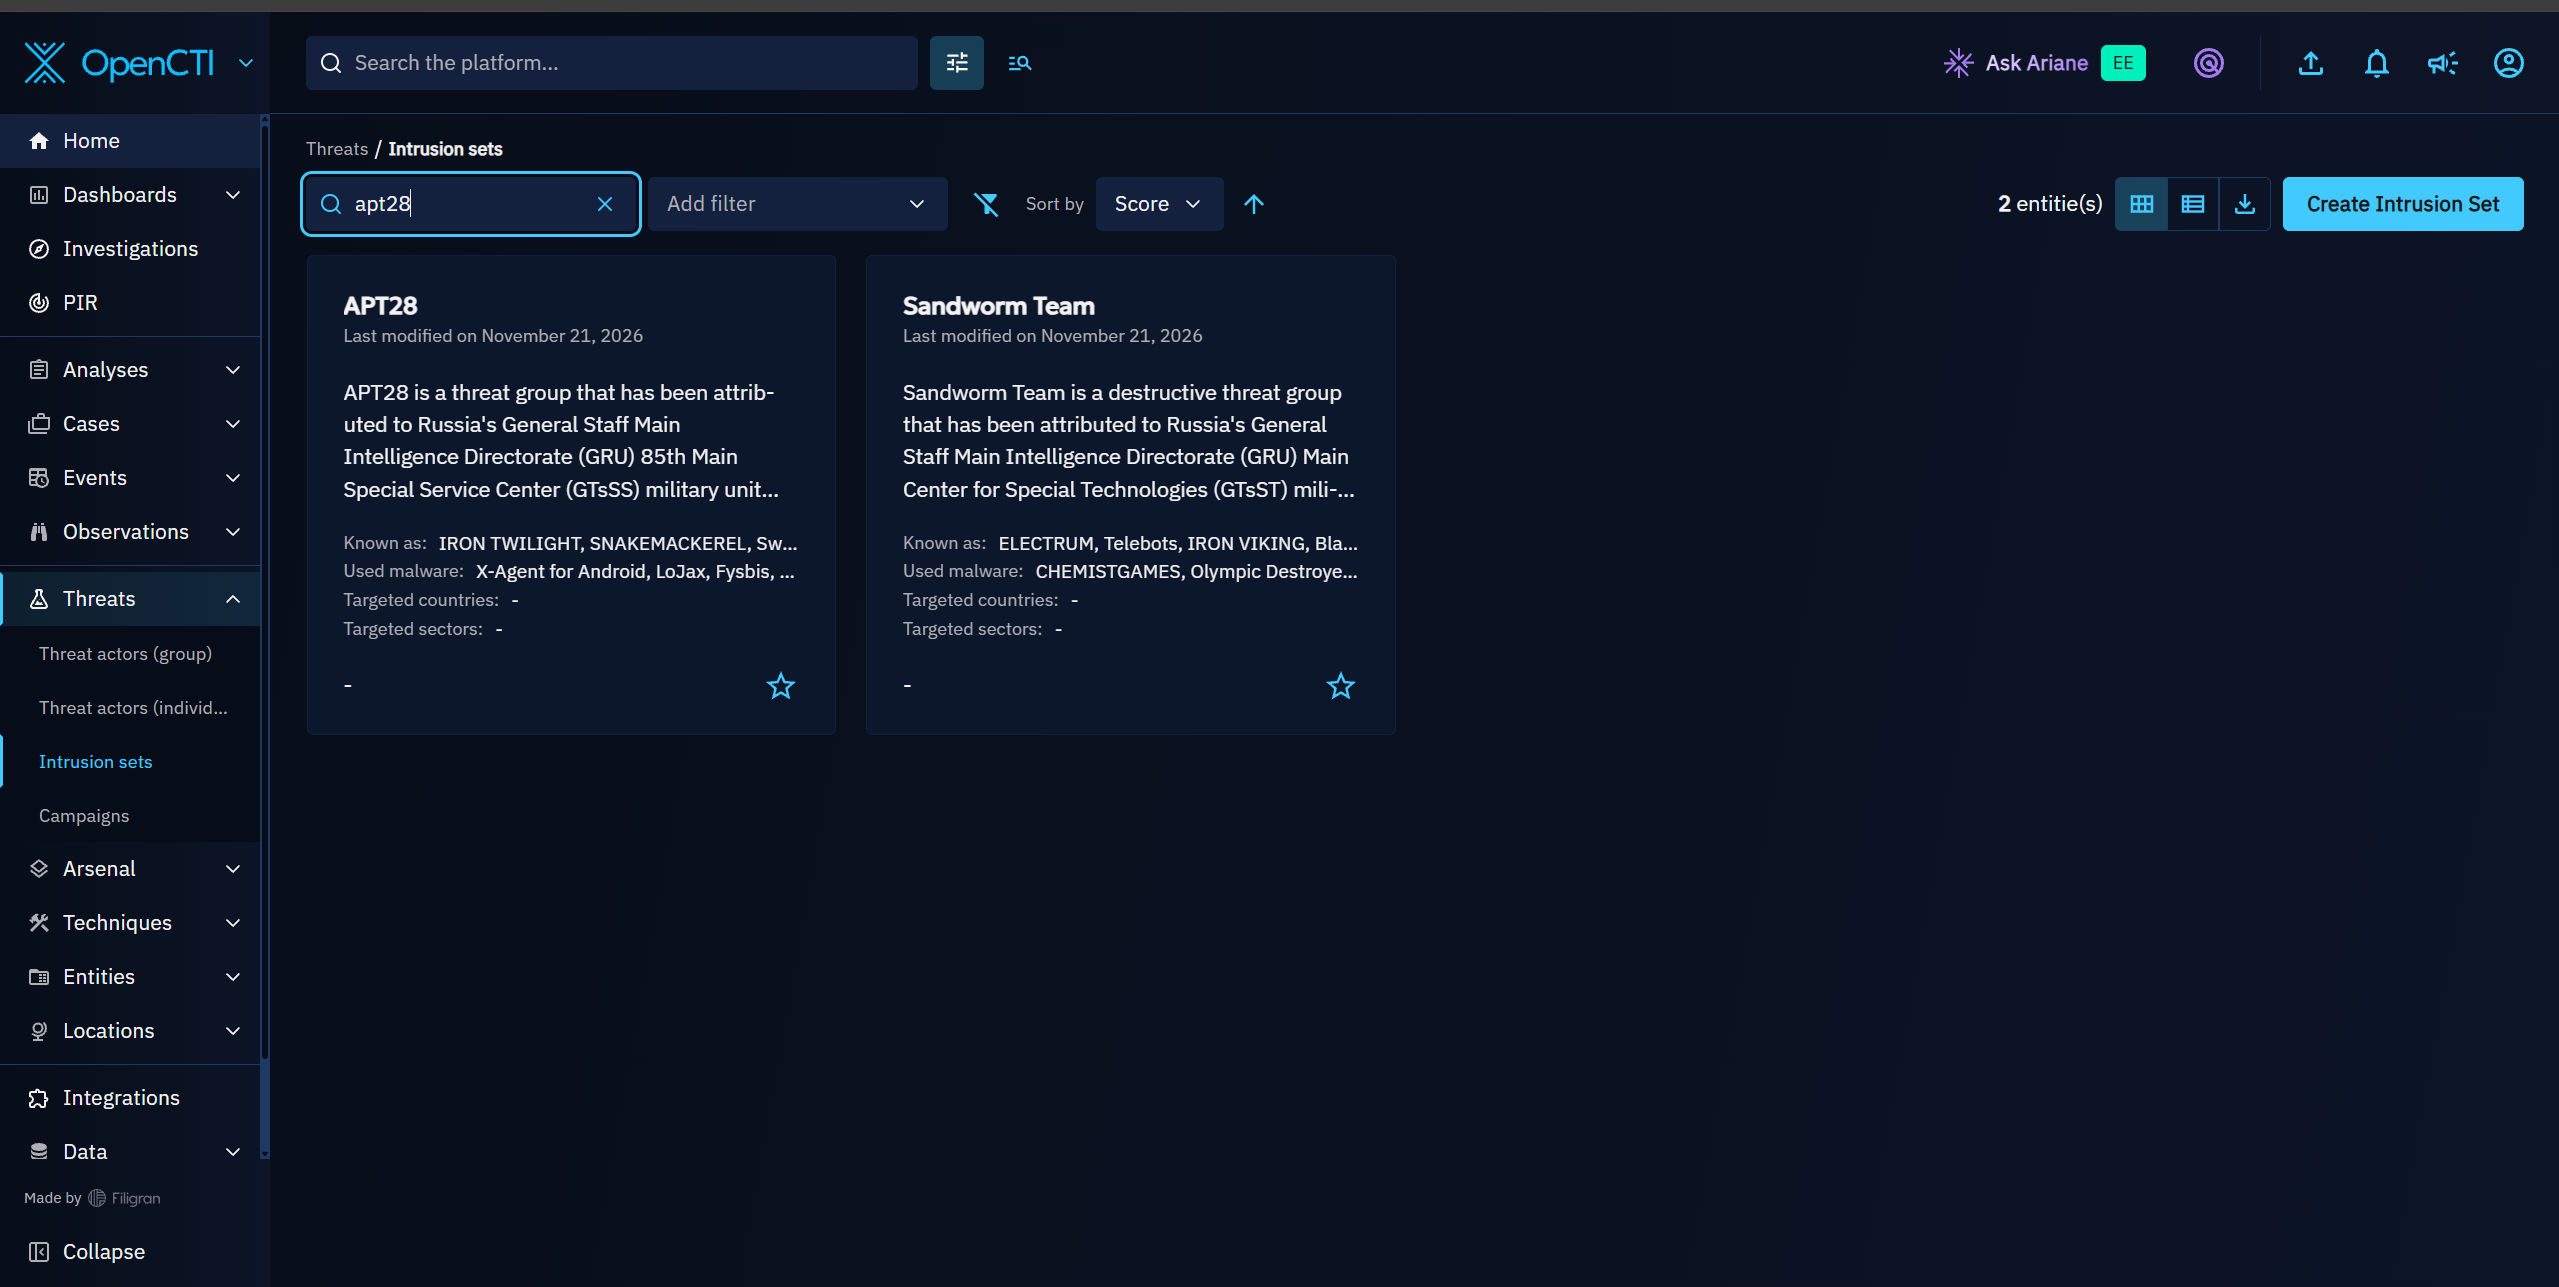 OpenCTI
Search the platform...
Ask Ariane EE
Home
Dashboards
Investigations
PIR
Analyses
Cases
Events
Observations
Threats
Threat actors (group)
Threat actors (individ...
Intrusion sets
Campaigns
Arsenal
Techniques
Entities
Locations
Integrations
Data
Made by Filigran
Collapse
Threats / Intrusion sets
apt28
Add filter
Sort by
Score
2 entitie(s)
Create Intrusion Set
APT28
Last modified on November 21, 2026
APT28 is a threat group that has been attrib-
uted to Russia's General Staff Main
Intelligence Directorate (GRU) 85th Main
Special Service Center (GTsSS) military unit...
Known as: IRON TWILIGHT, SNAKEMACKEREL, Sw...
Used malware: X-Agent for Android, LoJax, Fysbis, ...
Targeted countries: -
Targeted sectors: -
-
Sandworm Team
Last modified on November 21, 2026
Sandworm Team is a destructive threat group
that has been attributed to Russia's General
Staff Main Intelligence Directorate (GRU) Main
Center for Special Technologies (GTsST) mili-...
Known as: ELECTRUM, Telebots, IRON VIKING, Bla...
Used malware: CHEMISTGAMES, Olympic Destroye...
Targeted countries: -
Targeted sectors: -
-